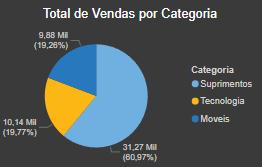 Total de Vendas por Categoria
9,88 Mil
(19,26%)
10,14 Mil
(19,77%)
31,27 Mil
(60,97%)
Categoria
Suprimentos
Tecnologia
Moveis